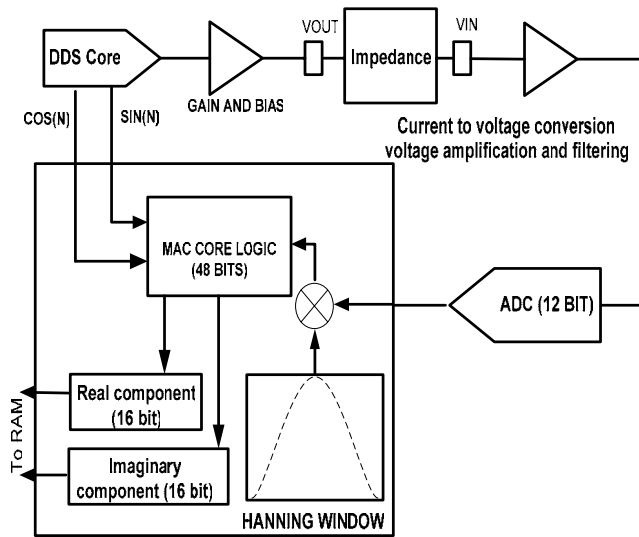 VOUT
VIN
DDS Core
Impedance
GAIN AND BIAS
COS(N)
SIN(N)
Current to voltage conversion
voltage amplification and filtering
MAC CORE LOGIC
(48 BITS)
ADC (12 BIT)
Real component
(16 bit)
To RAM
Imaginary
component (16 bit)
HANNING WINDOW